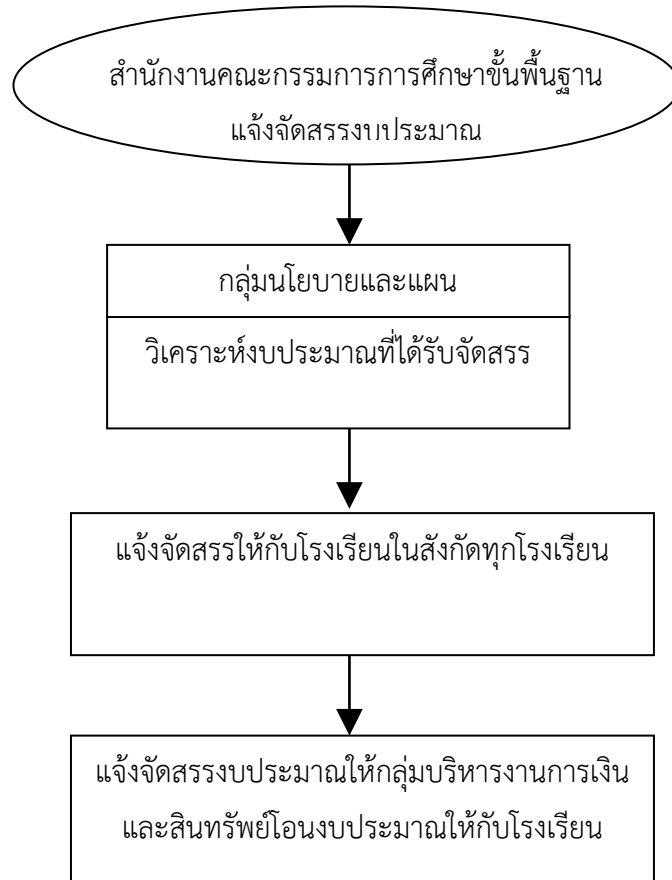 สำนักงานคณะกรรมการการศึกษาขั้นพื้นฐาน
แจ้งจัดสรรงบประมาณ
กลุ่มนโยบายและแผน
วิเคราะห์งบประมาณที่ได้รับจัดสรร
แจ้งจัดสรรให้กับโรงเรียนในสังกัดทุกโรงเรียน
แจ้งจัดสรรงบประมาณให้กลุ่มบริหารงานการเงิน
และสินทรัพย์โอนงบประมาณให้กับโรงเรียน